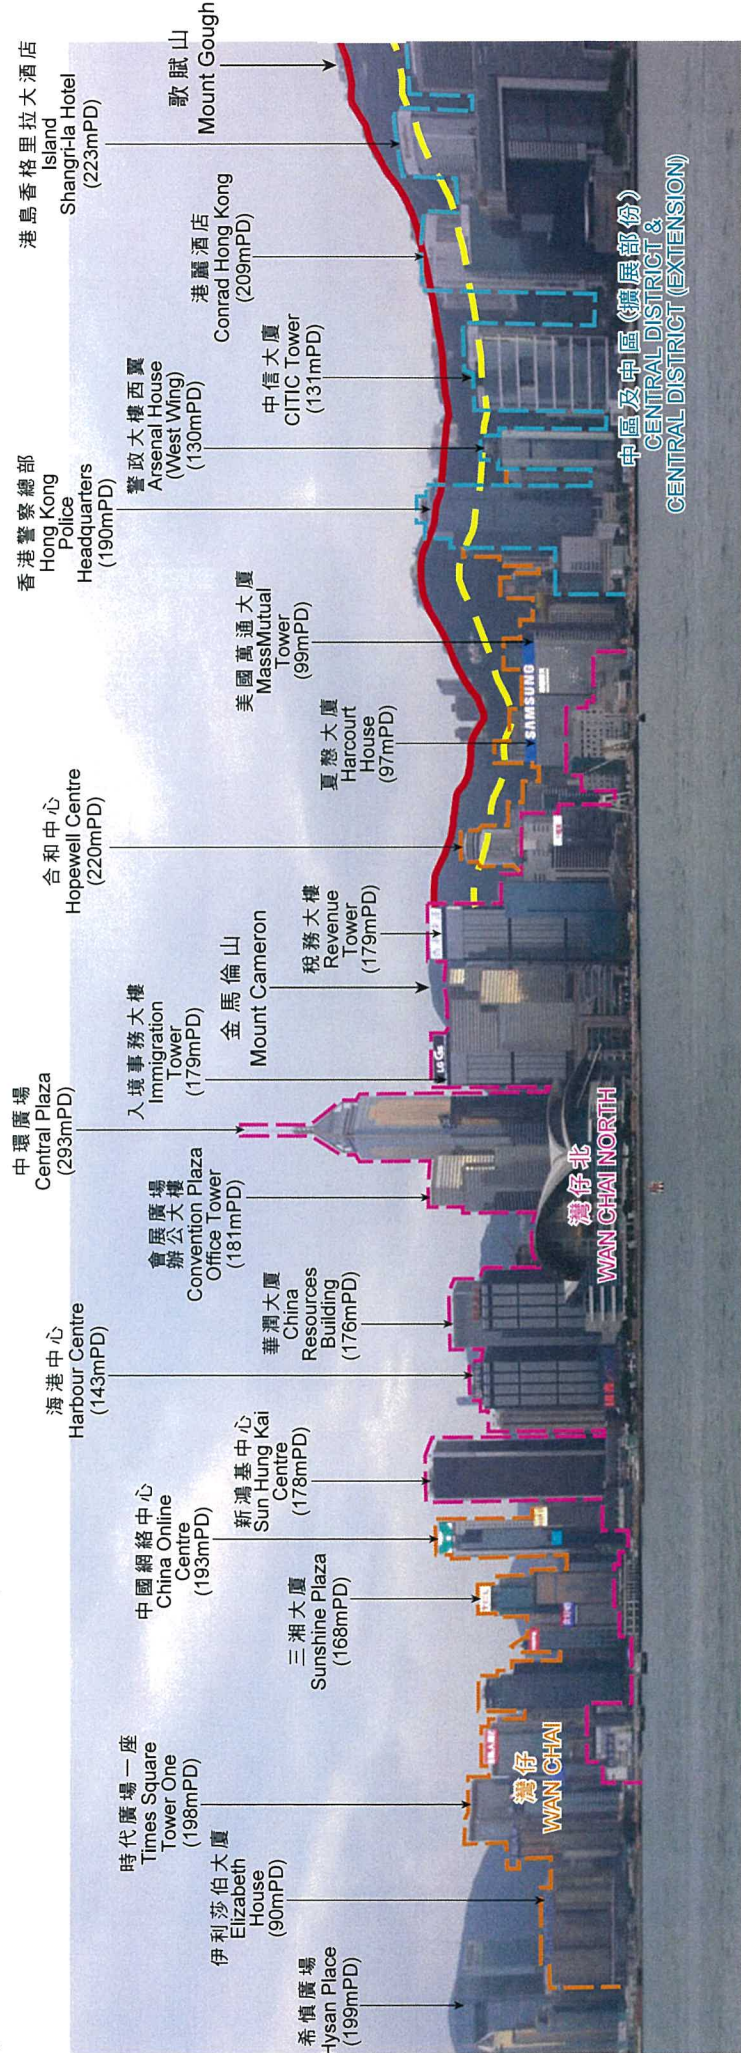 希慎廣場
Hysan Place
(199mPD)
伊利莎伯大廈
Elizabeth
House
(90mPD)
時代廣場一座
Times Square
Tower One
(198mPD)
三湘大廈
Sunshine Plaza
(168mPD)
中國網絡中心
China Online
Centre
(193mPD)
新鴻基中心
Sun Hung Kai
Centre
(178mPD)
海港中心
Harbour Centre
(143mPD)
華潤大廈
China
Resources
Building
(176mPD)
會展廣場
辦公大樓
Convention Plaza
Office Tower
(181mPD)
中環廣場
Central Plaza
(293mPD)
入境事務大樓
Immigration
Tower
(179mPD)
金馬倫山
Mount Cameron
稅務大樓
Revenue
Tower
(179mPD)
合和中心
Hopewell Centre
(220mPD)
夏慤大廈
Harcourt
House
(97mPD)
美國萬通大廈
MassMutual
Tower
(99mPD)
香港警察總部
Hong Kong
Police
Headquarters
(190mPD)
警政大樓西翼
Arsenal House
(West Wing)
(130mPD)
中信大廈
CITIC Tower
(131mPD)
港麗酒店
Conrad Hong Kong
(209mPD)
港島香格里拉大酒店
Island
Shangri-la Hotel
(223mPD)
歌賦山
Mount Gough
LG GS
SAMSUNG
灣仔
WAN CHAI
灣仔北
WAN CHAI NORTH
中區及中區 (擴展部份)
CENTRAL DISTRICT &
CENTRAL DISTRICT (EXTENSION)